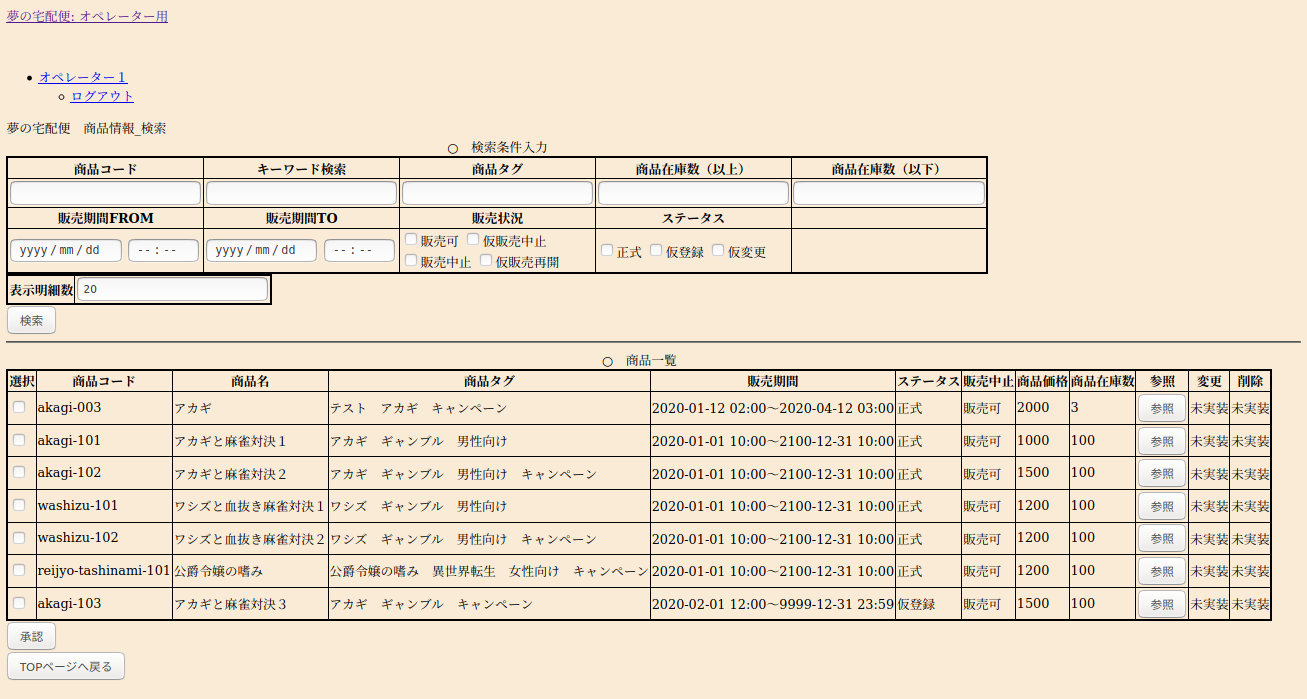 夢の宅配便: オペレーター用
オペレーター１
ログアウト
夢の宅配便　商品情報_検索
○　検索条件入力
商品コード キーワード検索 商品タグ 商品在庫数（以上） 商品在庫数（以下）
販売期間FROM 販売期間TO 販売状況 ステータス
yyyy / mm / dd -- : -- yyyy / mm / dd -- : -- 販売可 仮販売中止 正式 仮登録 仮変更
販売中止 仮販売再開
表示明細数 20
検索
○　商品一覧
選択 商品コード 商品名 商品タグ 販売期間 ステータス 販売中止 商品価格 商品在庫数 参照 変更 削除
akagi-003 アカギ テスト　アカギ　キャンペーン 2020-01-12 02:00～2020-04-12 03:00 正式 販売可 2000 3 参照 未実装 未実装
akagi-101 アカギと麻雀対決１ アカギ　ギャンブル　男性向け 2020-01-01 10:00～2100-12-31 10:00 正式 販売可 1000 100 参照 未実装 未実装
akagi-102 アカギと麻雀対決２ アカギ　ギャンブル　男性向け　キャンペーン 2020-01-01 10:00～2100-12-31 10:00 正式 販売可 1500 100 参照 未実装 未実装
washizu-101 ワシズと血抜き麻雀対決１ ワシズ　ギャンブル　男性向け 2020-01-01 10:00～2100-12-31 10:00 正式 販売可 1200 100 参照 未実装 未実装
washizu-102 ワシズと血抜き麻雀対決２ ワシズ　ギャンブル　男性向け　キャンペーン 2020-01-01 10:00～2100-12-31 10:00 正式 販売可 1200 100 参照 未実装 未実装
reijyo-tashinami-101 公爵令嬢の嗜み 公爵令嬢の嗜み　異世界転生　女性向け　キャンペーン 2020-01-01 10:00～2100-12-31 10:00 正式 販売可 1200 100 参照 未実装 未実装
akagi-103 アカギと麻雀対決３ アカギ　ギャンブル　キャンペーン 2020-02-01 12:00～9999-12-31 23:59 仮登録 販売可 1500 100 参照 未実装 未実装
承認
TOPページへ戻る